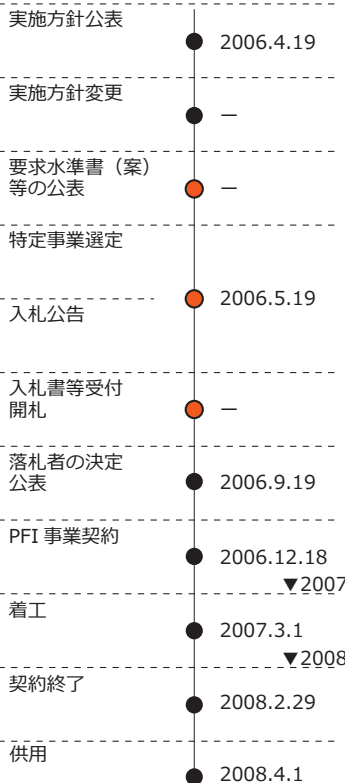 実施方針公表
2006.4.19
実施方針変更
－
要求水準書（案）
等の公表
－
特定事業選定
2006.5.19
入札公告
入札書等受付
開札
－
落札者の決定
公表
2006.9.19
PFI 事業契約
2006.12.18
▼2007
着工
2007.3.1
▼2008
契約終了
2008.2.29
供用
2008.4.1